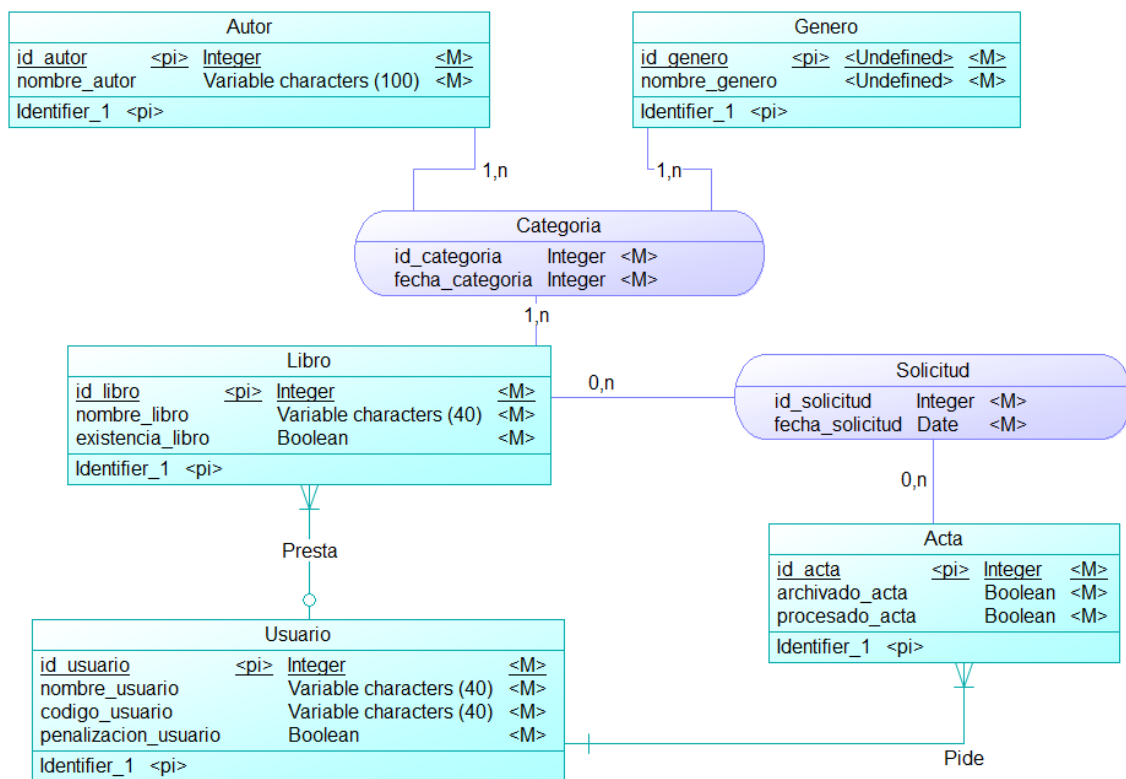 Autor
id_autor <pi> Integer <M>
nombre_autor Variable characters (100) <M>
Identifier_1 <pi>
Genero
id_genero <pi> <Undefined> <M>
nombre_genero <Undefined> <M>
Identifier_1 <pi>
1,n
1,n
Categoria
id_categoria Integer <M>
fecha_categoria Integer <M>
1,n
Libro
id_libro <pi> Integer <M>
nombre_libro Variable characters (40) <M>
existencia_libro Boolean <M>
Identifier_1 <pi>
0,n
Solicitud
id_solicitud Integer <M>
fecha_solicitud Date <M>
0,n
Presta
Acta
id_acta <pi> Integer <M>
archivado_acta Boolean <M>
procesado_acta Boolean <M>
Identifier_1 <pi>
Usuario
id_usuario <pi> Integer <M>
nombre_usuario Variable characters (40) <M>
codigo_usuario Variable characters (40) <M>
penalizacion_usuario Boolean <M>
Identifier_1 <pi>
Pide